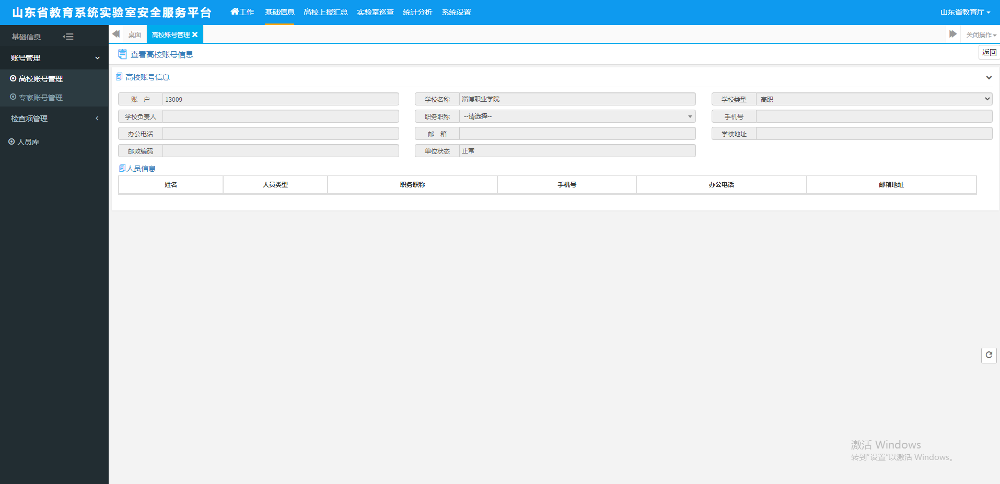 山东省教育系统实验室安全服务平台 工作 基础信息 高校上报汇总 实验室巡查 统计分析 系统设置 山东省教育厅
基础信息
桌面 高校账号管理 关闭操作
账号管理
高校账号管理
专家账号管理
检查项管理
人员库
查看高校账号信息 返回
高校账号信息
账 户 13009 学校名称 淄博职业学院 学校类型 高职
学校负责人 职务职称 --请选择-- 手机号
办公电话 邮 箱 学校地址
邮政编码 单位状态 正常
人员信息
姓名 人员类型 职务职称 手机号 办公电话 邮箱地址
激活 Windows
转到“设置”以激活 Windows。